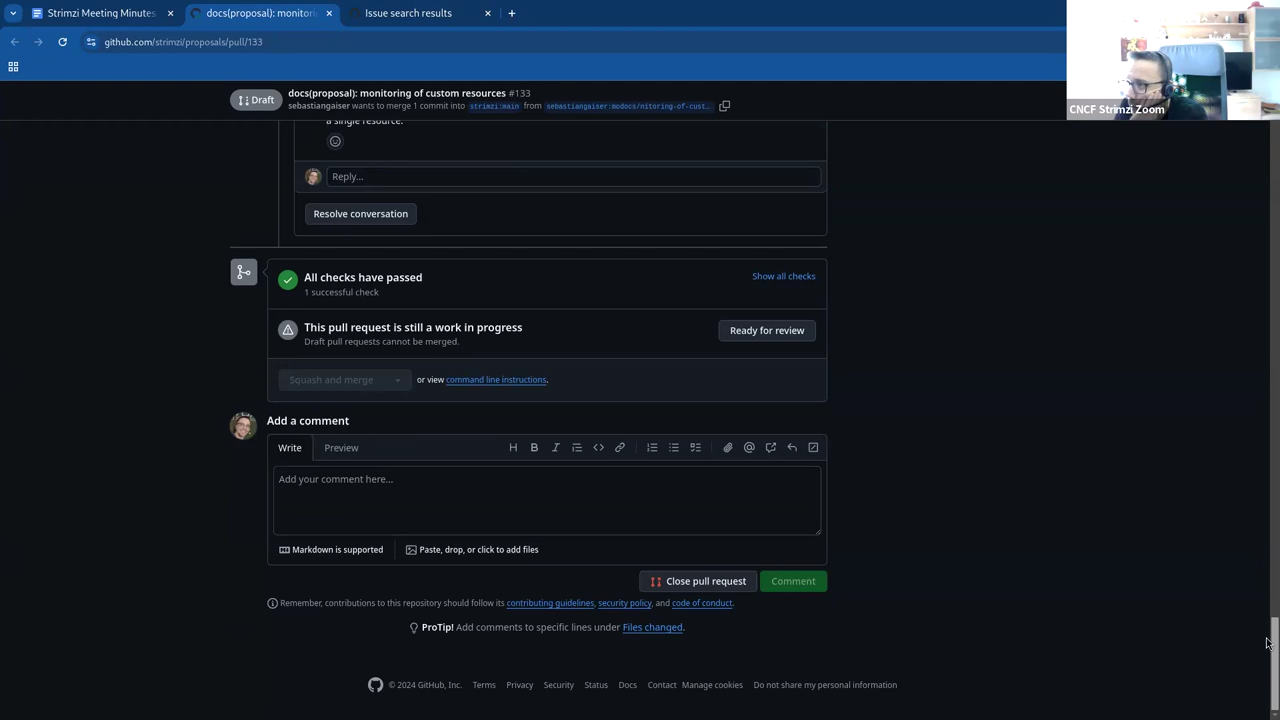 Strimzi Meeting Minutes
docs(proposal): monitori
Issue search results
github.com/strimzi/proposals/pull/133
CNCF Strimzi Zoom
Draft
docs(proposal): monitoring of custom resources #133
sebastiangaiser wants to merge 1 commit into strimzi:main from sebastiangaiser:modocs/nitoring-of-cust…
a single resource.
Reply...
Resolve conversation
All checks have passed
Show all checks
1 successful check
This pull request is still a work in progress
Ready for review
Draft pull requests cannot be merged.
Squash and merge
or view command line instructions.
Add a comment
Write
Preview
Add your comment here...
Markdown is supported
Paste, drop, or click to add files
Close pull request
Comment
Remember, contributions to this repository should follow its contributing guidelines, security policy, and code of conduct.
ProTip! Add comments to specific lines under Files changed.
© 2024 GitHub, Inc. Terms Privacy Security Status Docs Contact Manage cookies Do not share my personal information